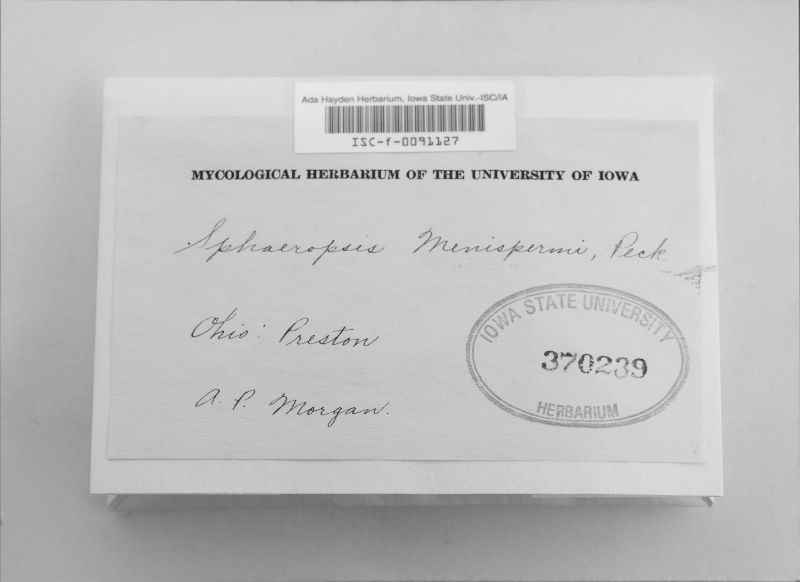 Ada Hayden Herbarium, Iowa State Univ.-ISC/IA
ISC-f-0091127
MYCOLOGICAL HERBARIUM OF THE UNIVERSITY OF IOWA
Sphaeropsis Menispermi, Peck.
Ohio: Preston
A. P. Morgan.
IOWA STATE UNIVERSITY
370239
HERBARIUM